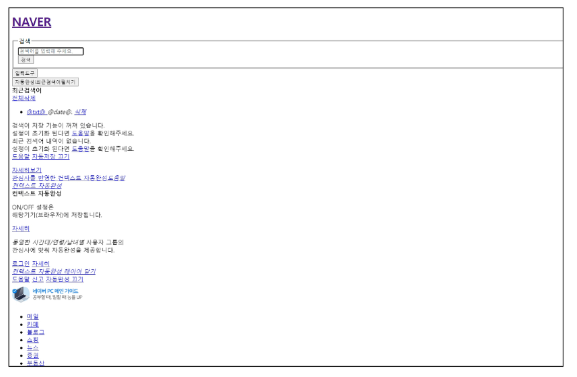 NAVER
검색
검색어를 입력해 주세요.
검색
입력도구
자동완성/최근검색어펼치기
최근검색어
전체삭제
@txt@ @date@. 삭제
검색어 저장 기능이 꺼져 있습니다.
설정이 초기화 된다면 도움말을 확인해주세요.
최근 검색어 내역이 없습니다.
설정이 초기화 된다면 도움말을 확인해주세요.
도움말 자동저장 끄기
자세히보기
관심사를 반영한 컨텍스트 자동완성도움말
컨텍스트 자동완성
컨텍스트 자동완성
ON/OFF 설정은
해당기기(브라우저)에 저장됩니다.
자세히
동일한 시간대/연령/남녀별 사용자 그룹의
관심사에 맞춰 자동완성을 제공합니다.
로그인 자세히
컨텍스트 자동완성 레이어 닫기
도움말 신고 자동완성 끄기
네이버 PC 메인 가이드
공부할 때, 일할 때 능률 UP
메일
카페
블로그
쇼핑
뉴스
증권
부동산